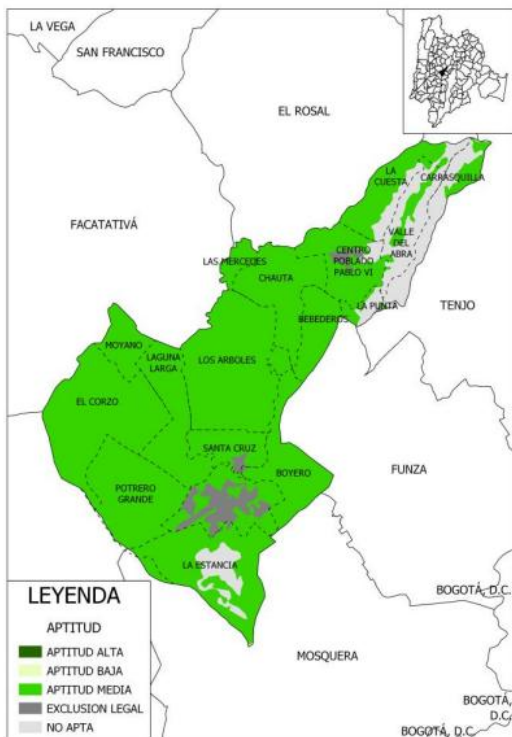 LA VEGA
SAN FRANCISCO
EL ROSAL
LA
CUESTA
CARRASQUILLA
FACATATIVÁ
VALLE
DEL
ABRA
CENTRO
POBLADO
PABLO VI
LAS MERCEDES
CHAUTA
LA PUNTA
TENJO
BEBEDEROS
MOYANO
LAGUNA
LARGA
LOS ARBOLES
EL CORZO
SANTA CRUZ
BOYERO
FUNZA
POTRERO
GRANDE
LA ESTANCIA
BOGOTÁ, D.C.
MOSQUERA
BOGOTÁ,
D.C.
BOGOTÁ, D.C.
LEYENDA
APTITUD
APTITUD ALTA
APTITUD BAJA
APTITUD MEDIA
EXCLUSION LEGAL
NO APTA